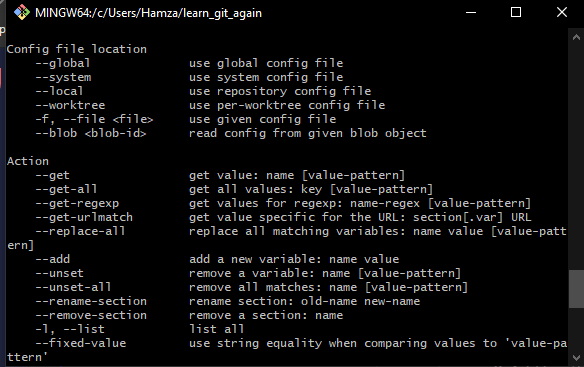 MINGW64:/c/Users/Hamza/learn_git_again
Config file location
--global use global config file
--system use system config file
--local use repository config file
--worktree use per-worktree config file
-f, --file <file> use given config file
--blob <blob-id> read config from given blob object
Action
--get get value: name [value-pattern]
--get-all get all values: key [value-pattern]
--get-regexp get values for regexp: name-regex [value-pattern]
--get-urlmatch get value specific for the URL: section[.var] URL
--replace-all replace all matching variables: name value [value-patt
ern]
--add add a new variable: name value
--unset remove a variable: name [value-pattern]
--unset-all remove all matches: name [value-pattern]
--rename-section rename section: old-name new-name
--remove-section remove a section: name
-l, --list list all
--fixed-value use string equality when comparing values to 'value-pa
ttern'